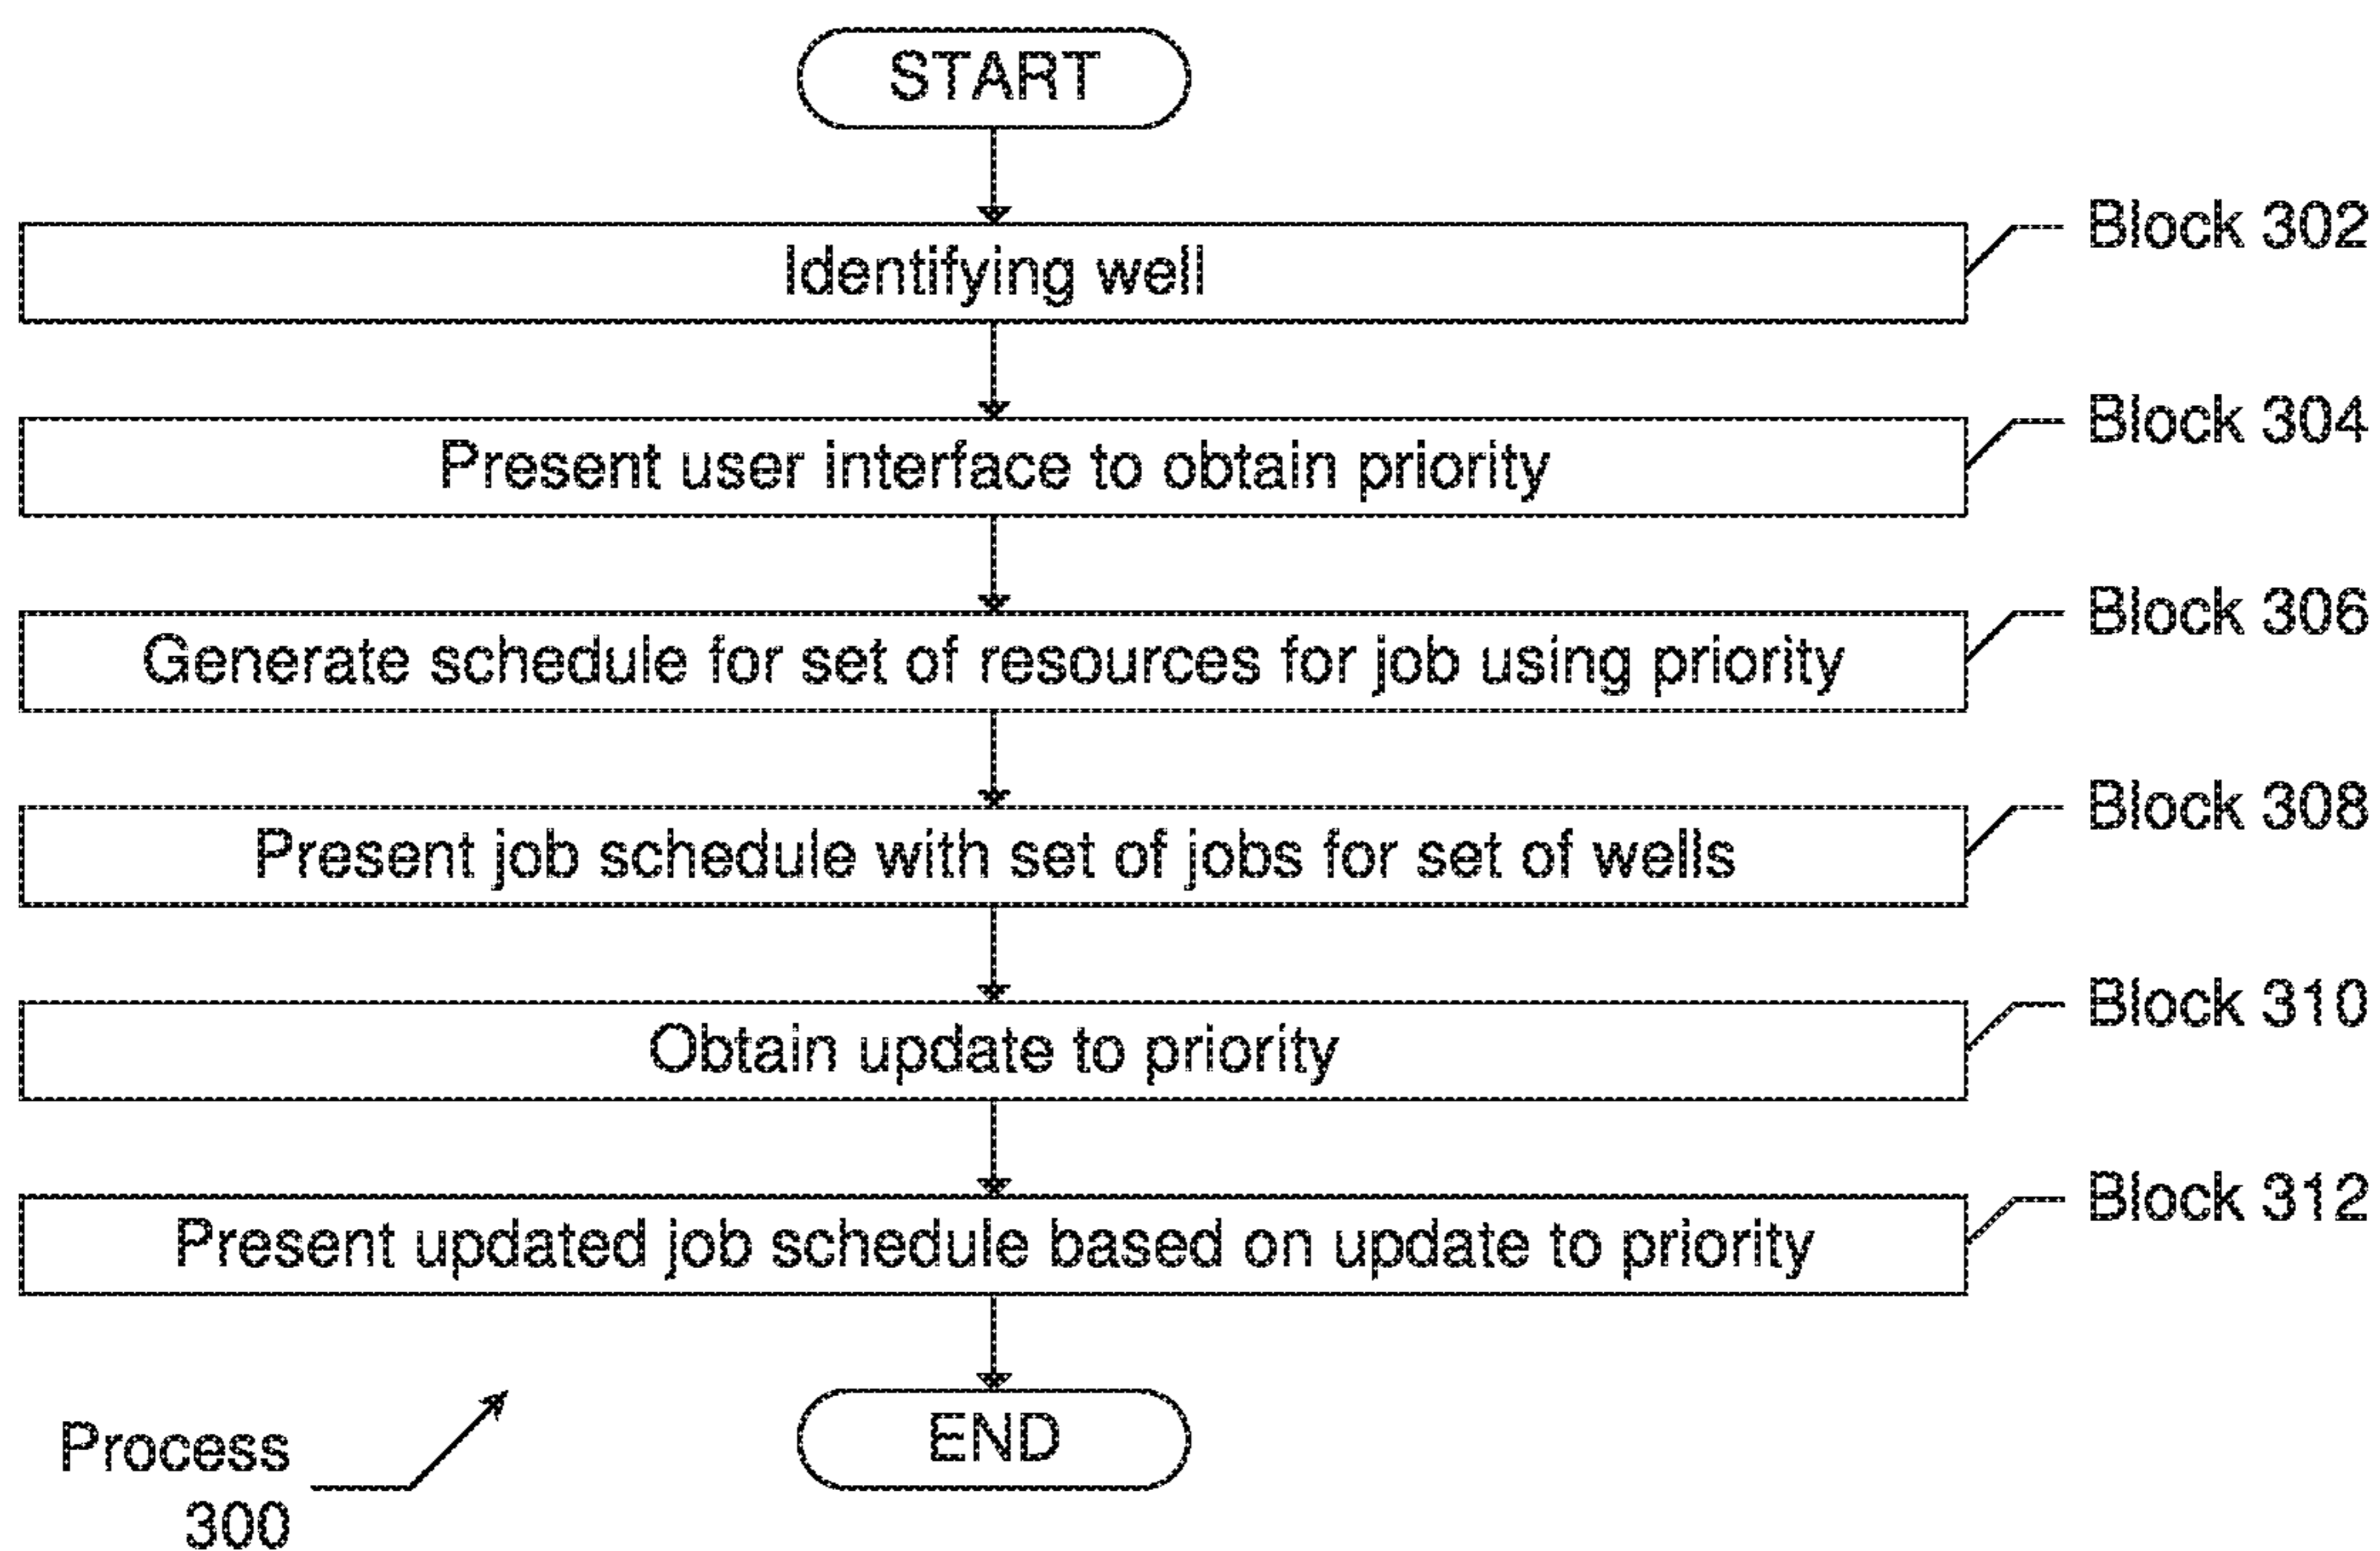 START
Block 302
Identifying well
Block 304
Present user interface to obtain priority
Block 306
Generate schedule for set of resources for job using priority
Block 308
Present job schedule with set of jobs for set of wells
Block 310
Obtain update to priority
Block 312
Present updated job schedule based on update to priority
END
Process
300